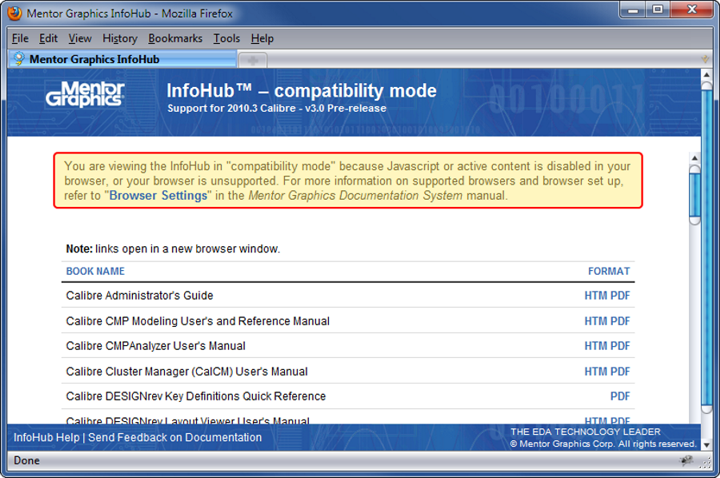 Mentor Graphics InfoHub - Mozilla Firefox
File Edit View History Bookmarks Tools Help
Mentor Graphics InfoHub
Mentor
Graphics
InfoHub™ – compatibility mode
Support for 2010.3 Calibre - v3.0 Pre-release
00100011
You are viewing the InfoHub in "compatibility mode" because Javascript or active content is disabled in your
browser, or your browser is unsupported. For more information on supported browsers and browser set up,
refer to "Browser Settings" in the Mentor Graphics Documentation System manual.
Note: links open in a new browser window.
BOOK NAME FORMAT
Calibre Administrator's Guide HTM PDF
Calibre CMP Modeling User's and Reference Manual HTM PDF
Calibre CMPAnalyzer User's Manual HTM PDF
Calibre Cluster Manager (CalCM) User's Manual HTM PDF
Calibre DESIGNrev Key Definitions Quick Reference PDF
Calibre DESIGNrev Layout Viewer User's Manual HTM PDF
InfoHub Help | Send Feedback on Documentation
THE EDA TECHNOLOGY LEADER
© Mentor Graphics Corp. All rights reserved.
Done